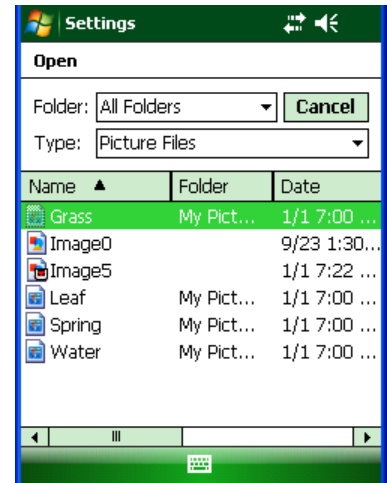 Settings
Open
Folder: All Folders Cancel
Type: Picture Files
Name Folder Date
Grass My Pict... 1/1 7:00 ...
Image0 9/23 1:30...
Image5 1/1 7:22 ...
Leaf My Pict... 1/1 7:00 ...
Spring My Pict... 1/1 7:00 ...
Water My Pict... 1/1 7:00 ...